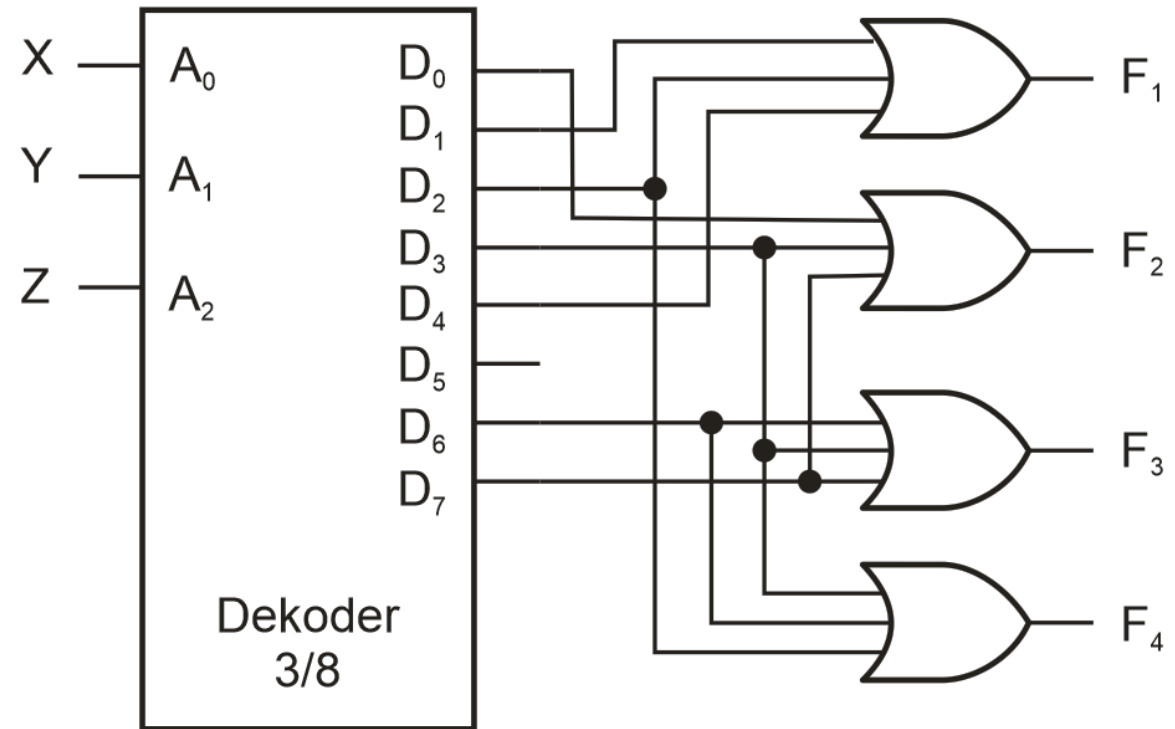 X
Y
Z
A₀
A₁
A₂
D₀
D₁
D₂
D₃
D₄
D₅
D₆
D₇
Dekoder
3/8
F₁
F₂
F₃
F₄